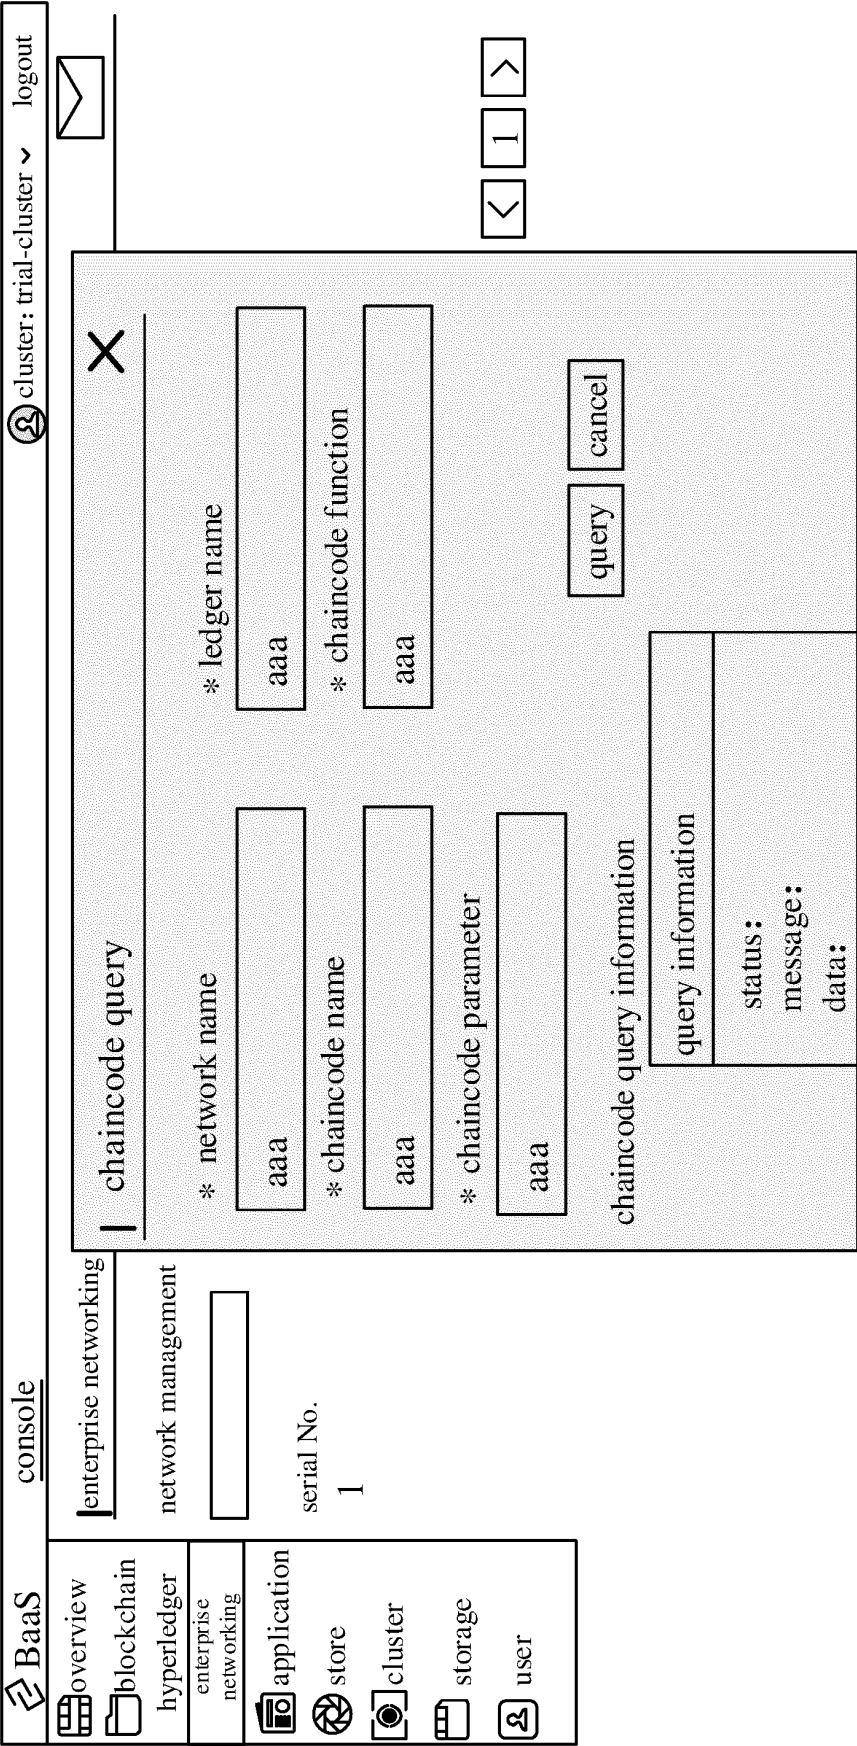 BaaS
console
cluster: trial-cluster
logout
overview
blockchain
hyperledger
enterprise
networking
application
store
cluster
storage
user
enterprise networking
network management
serial No.
1
chaincode query
* network name
aaa
* ledger name
aaa
* chaincode name
aaa
* chaincode function
aaa
* chaincode parameter
aaa
query
cancel
chaincode query information
query information
status:
message:
data:
< 1 >